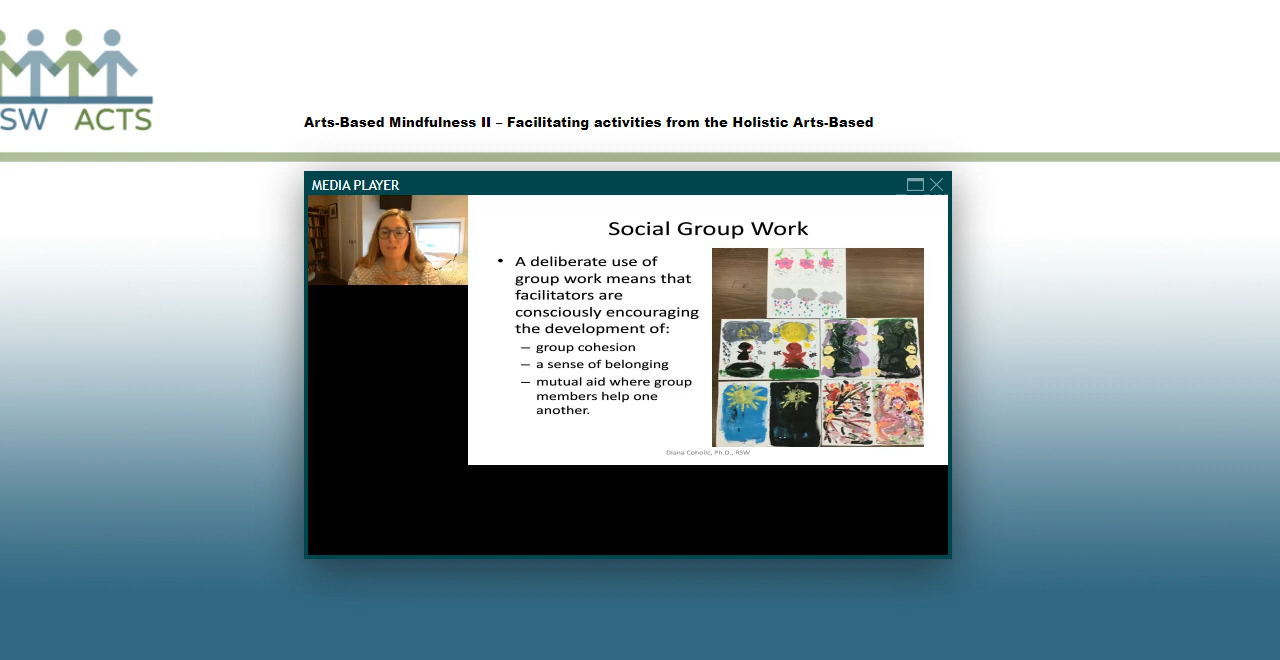 SW ACTS
Arts-Based Mindfulness II – Facilitating activities from the Holistic Arts-Based
MEDIA PLAYER
Social Group Work
• A deliberate use of
group work means that
facilitators are
consciously encouraging
the development of:
– group cohesion
– a sense of belonging
– mutual aid where group
members help one
another.
Diana Coholic, Ph.D., RSW